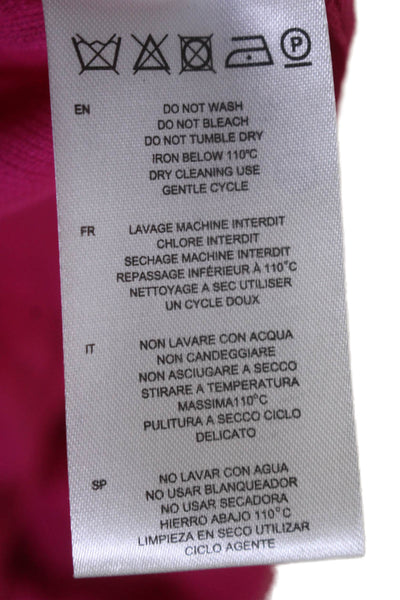 P
EN
DO NOT WASH
DO NOT BLEACH
DO NOT TUMBLE DRY
IRON BELOW 110°C
DRY CLEANING USE
GENTLE CYCLE
FR
LAVAGE MACHINE INTERDIT
CHLORE INTERDIT
SECHAGE MACHINE INTERDIT
REPASSAGE INFÉRIEUR À 110°C
NETTOYAGE A SEC UTILISER
UN CYCLE DOUX
IT
NON LAVARE CON ACQUA
NON CANDEGGIARE
NON ASCIUGARE A SECCO
STIRARE A TEMPERATURA
MASSIMA110°C
PULITURA A SECCO CICLO
DELICATO
SP
NO LAVAR CON AGUA
NO USAR BLANQUEADOR
NO USAR SECADORA
HIERRO ABAJO 110°C
LIMPIEZA EN SECO UTILIZAR
CICLO AGENTE